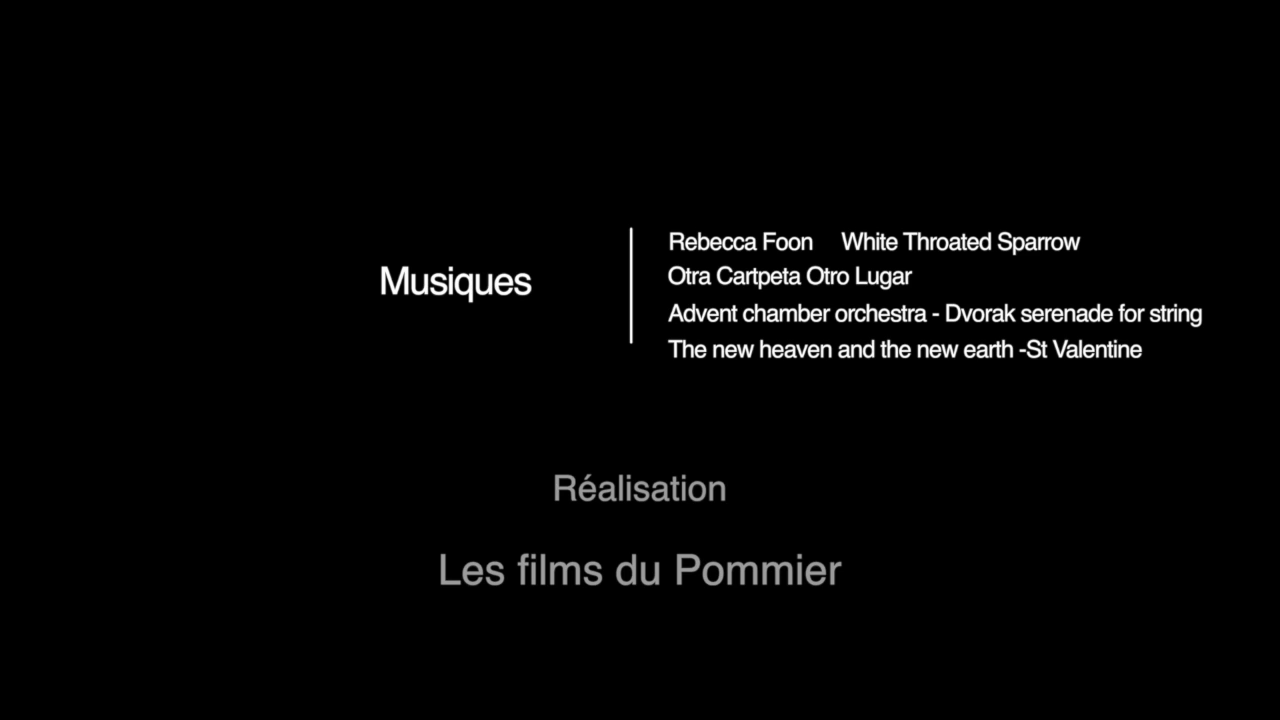 Musiques
Rebecca Foon White Throated Sparrow
Otra Cartpeta Otro Lugar
Advent chamber orchestra - Dvorak serenade for string
The new heaven and the new earth -St Valentine
Réalisation
Les films du Pommier